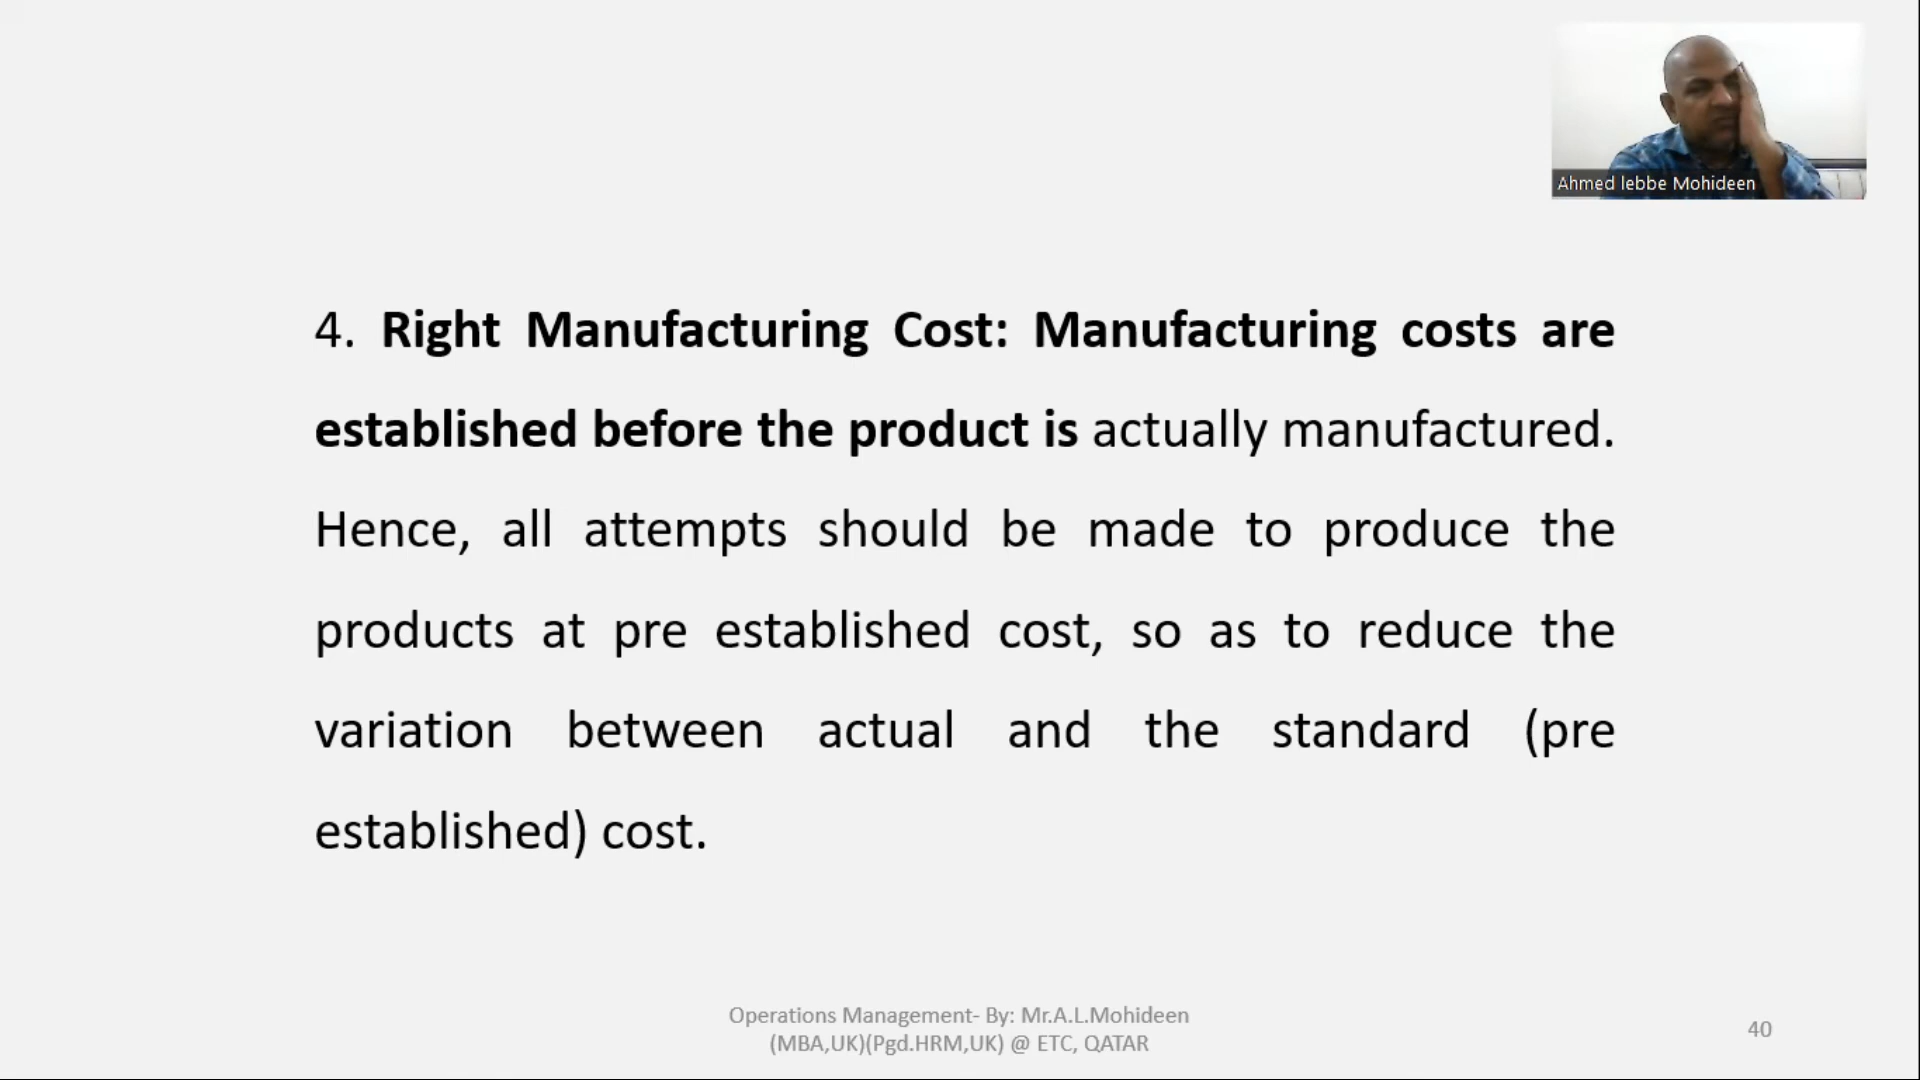 Ahmed lebbe Mohideen
4. Right Manufacturing Cost: Manufacturing costs are
established before the product is actually manufactured.
Hence, all attempts should be made to produce the
products at pre established cost, so as to reduce the
variation between actual and the standard (pre
established) cost.
Operations Management- By: Mr.A.L.Mohideen
(MBA,UK)(Pgd.HRM,UK) @ ETC, QATAR
40